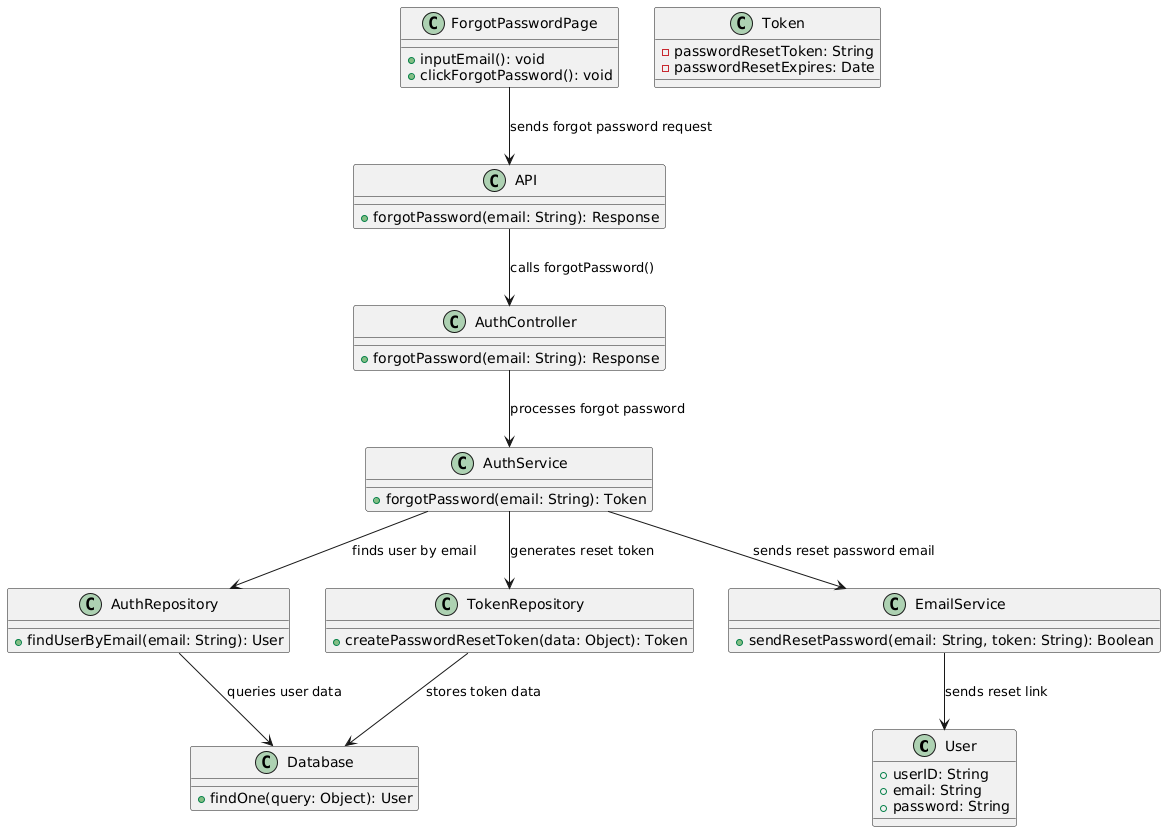 C ForgotPasswordPage
inputEmail(): void
clickForgotPassword(): void
C Token
passwordResetToken: String
passwordResetExpires: Date
sends forgot password request
C API
forgotPassword(email: String): Response
calls forgotPassword()
C AuthController
forgotPassword(email: String): Response
processes forgot password
C AuthService
forgotPassword(email: String): Token
finds user by email
generates reset token
sends reset password email
C AuthRepository
findUserByEmail(email: String): User
C TokenRepository
createPasswordResetToken(data: Object): Token
C EmailService
sendResetPassword(email: String, token: String): Boolean
queries user data
stores token data
sends reset link
C Database
findOne(query: Object): User
C User
userID: String
email: String
password: String